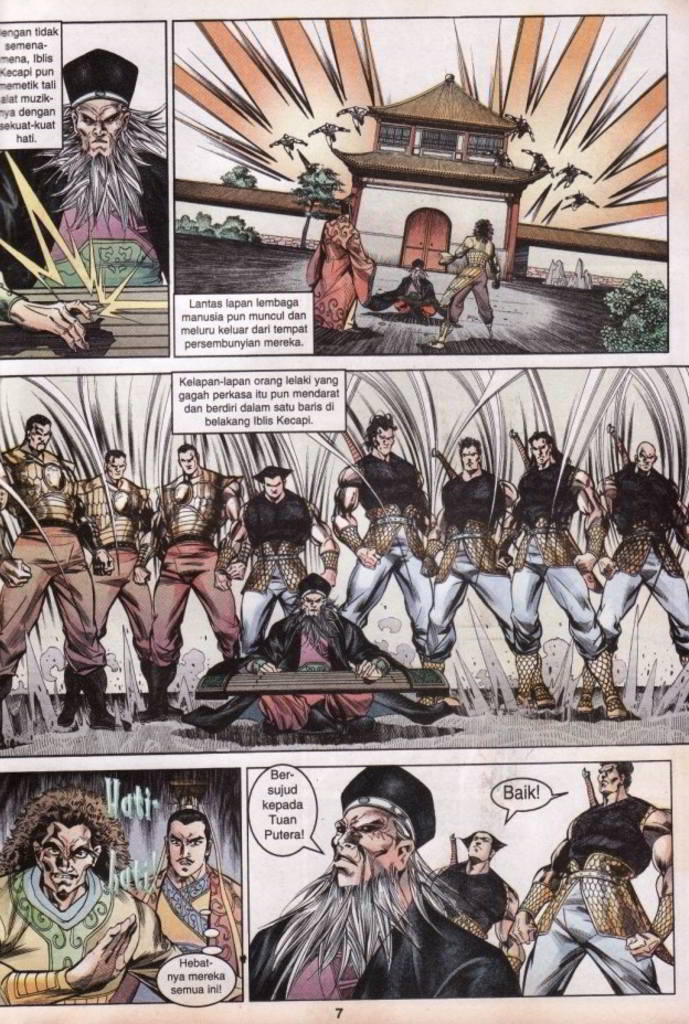 dengan tidak
semena-
mena, Iblis
Kecapi pun
memetik tali
alat muzik-
nya dengan
sekuat-kuat
hati.
Lantas lapan lembaga
manusia pun muncul dan
meluru keluar dari tempat
persembunyian mereka.
Kelapan-lapan orang lelaki yang
gagah perkasa itu pun mendarat
dan berdiri dalam satu baris di
belakang Iblis Kecapi.
Hati-
hati!
Hebat-
nya mereka
semua ini!
Ber-
sujud
kepada
Tuan
Putera!
Baik!
7